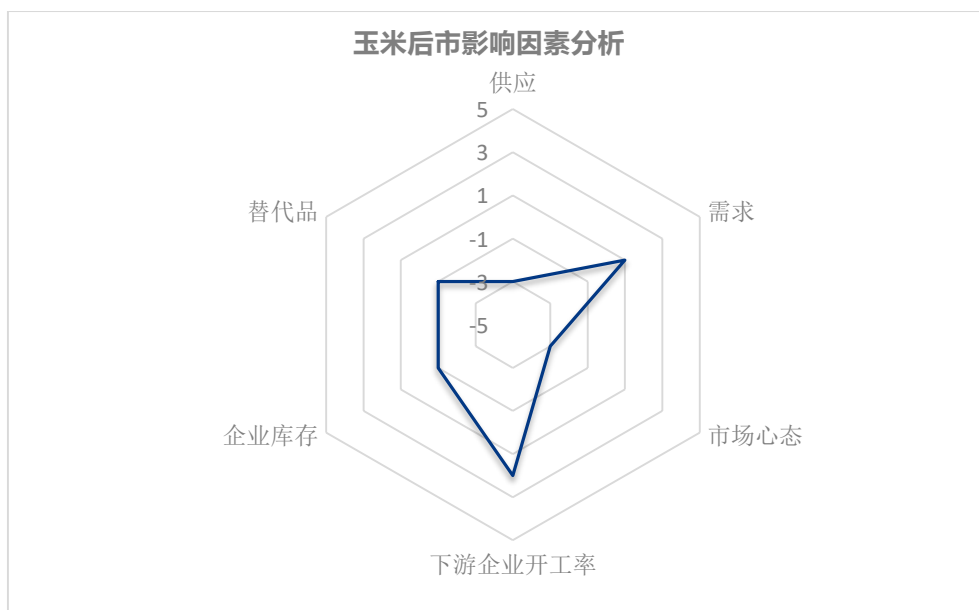 玉米后市影响因素分析
供应
5
3
1
-1
-3
-5
需求
替代品
市场心态
企业库存
下游企业开工率